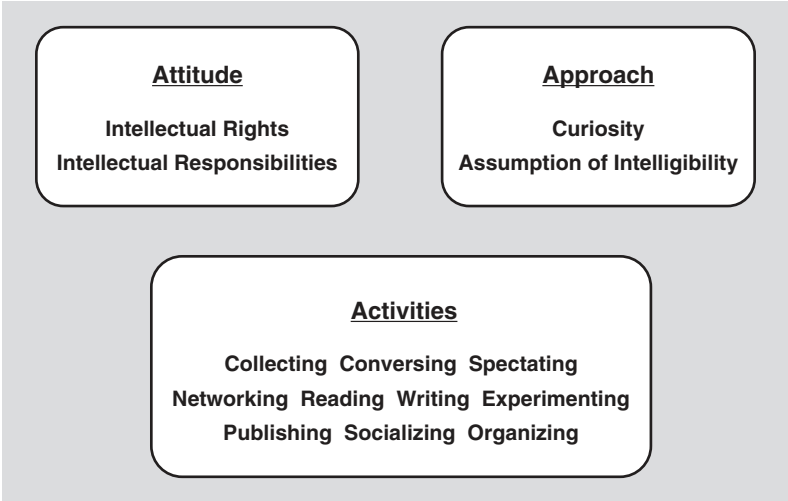 Attitude
Intellectual Rights
Intellectual Responsibilities
Approach
Curiosity
Assumption of Intelligibility
Activities
Collecting Conversing Spectating
Networking Reading Writing Experimenting
Publishing Socializing Organizing